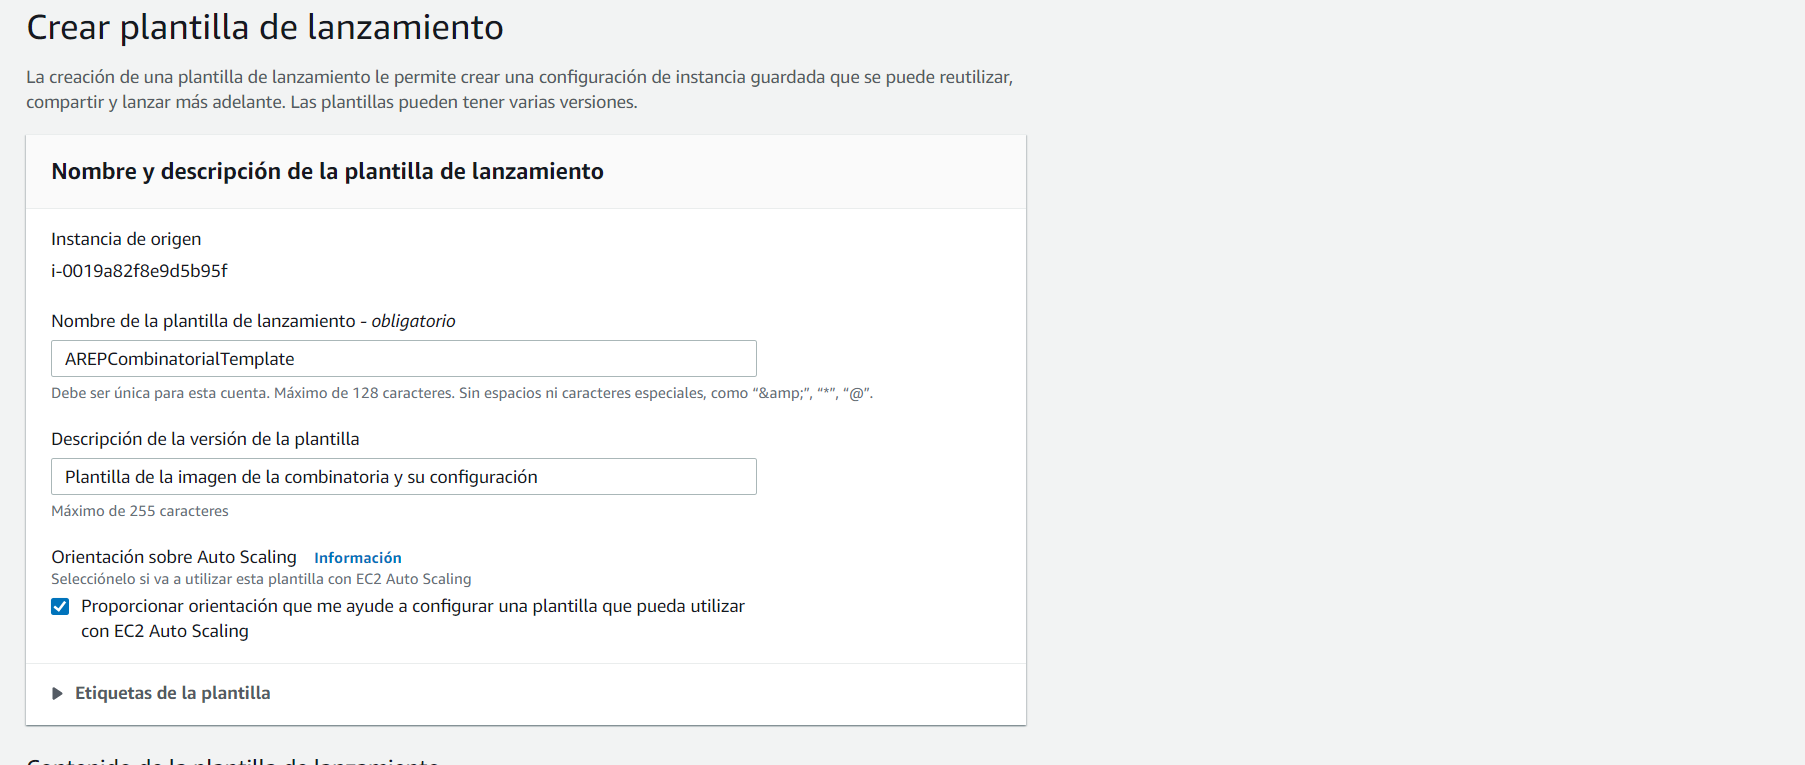 Crear plantilla de lanzamiento
La creación de una plantilla de lanzamiento le permite crear una configuración de instancia guardada que se puede reutilizar,
compartir y lanzar más adelante. Las plantillas pueden tener varias versiones.
Nombre y descripción de la plantilla de lanzamiento
Instancia de origen
i-0019a82f8e9d5b95f
Nombre de la plantilla de lanzamiento - obligatorio
AREPCombinatorialTemplate
Debe ser única para esta cuenta. Máximo de 128 caracteres. Sin espacios ni caracteres especiales, como “&amp;”, “*”, “@”.
Descripción de la versión de la plantilla
Plantilla de la imagen de la combinatoria y su configuración
Máximo de 255 caracteres
Orientación sobre Auto Scaling Información
Selecciónelo si va a utilizar esta plantilla con EC2 Auto Scaling
Proporcionar orientación que me ayude a configurar una plantilla que pueda utilizar
con EC2 Auto Scaling
Etiquetas de la plantilla
Contenido de la plantilla de lanzamiento